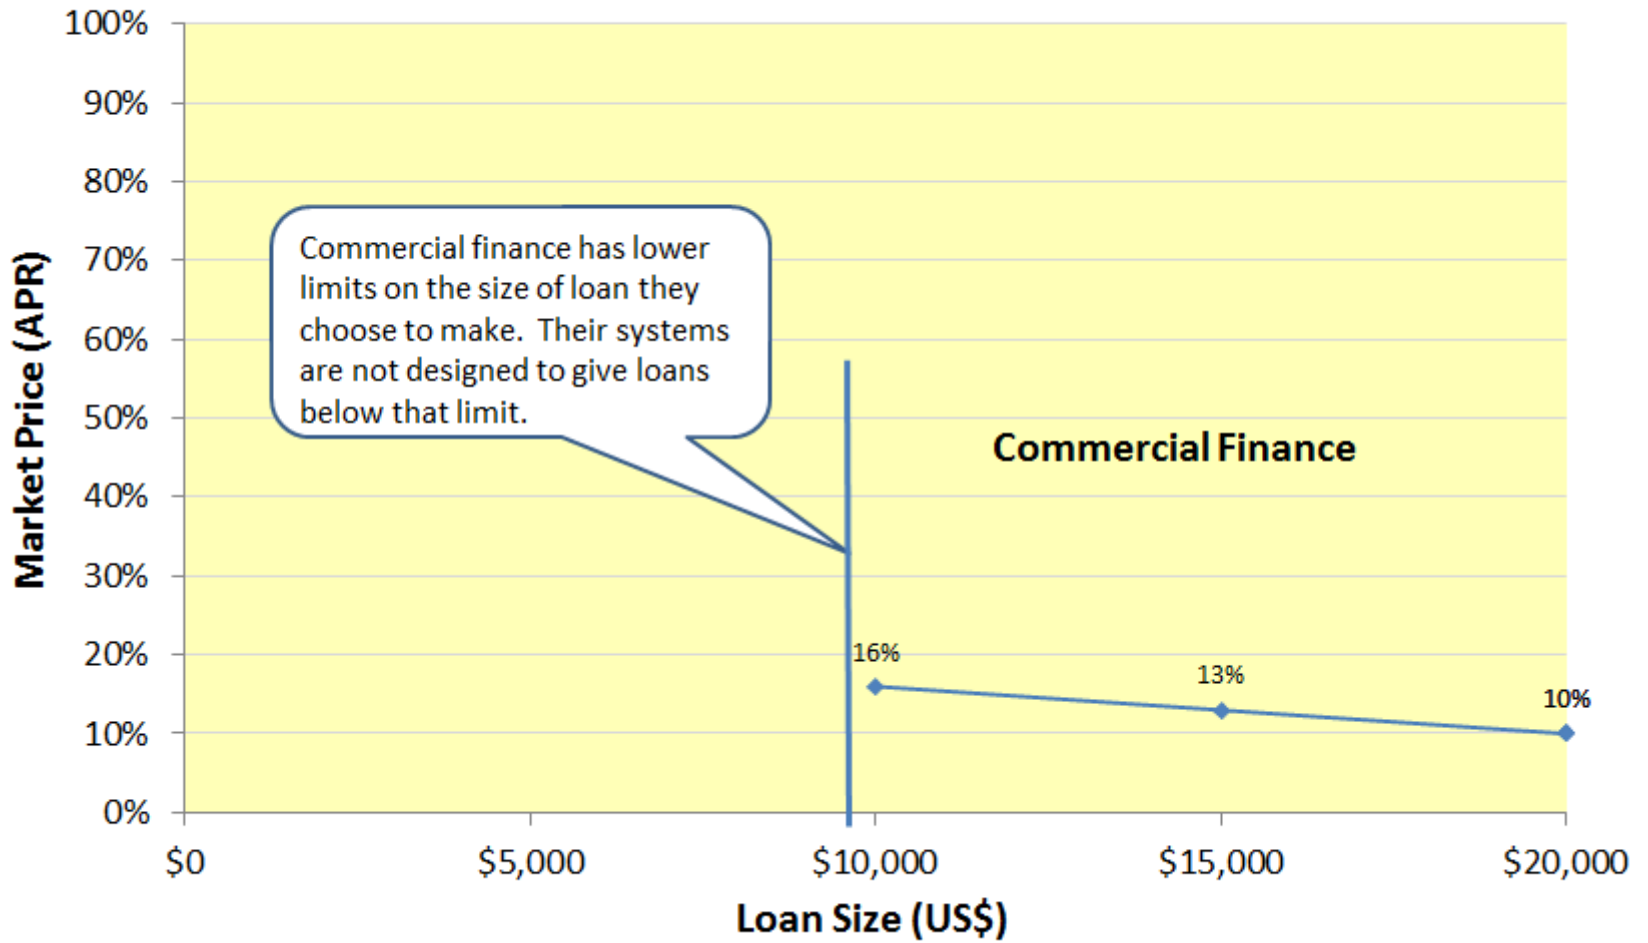 100%
90%
80%
70%
60%
50%
40%
30%
20%
10%
0%
Market Price (APR)
Commercial finance has lower
limits on the size of loan they
choose to make.  Their systems
are not designed to give loans
below that limit.
Commercial Finance
16%
13%
10%
$0
$5,000
$10,000
$15,000
$20,000
Loan Size (US$)